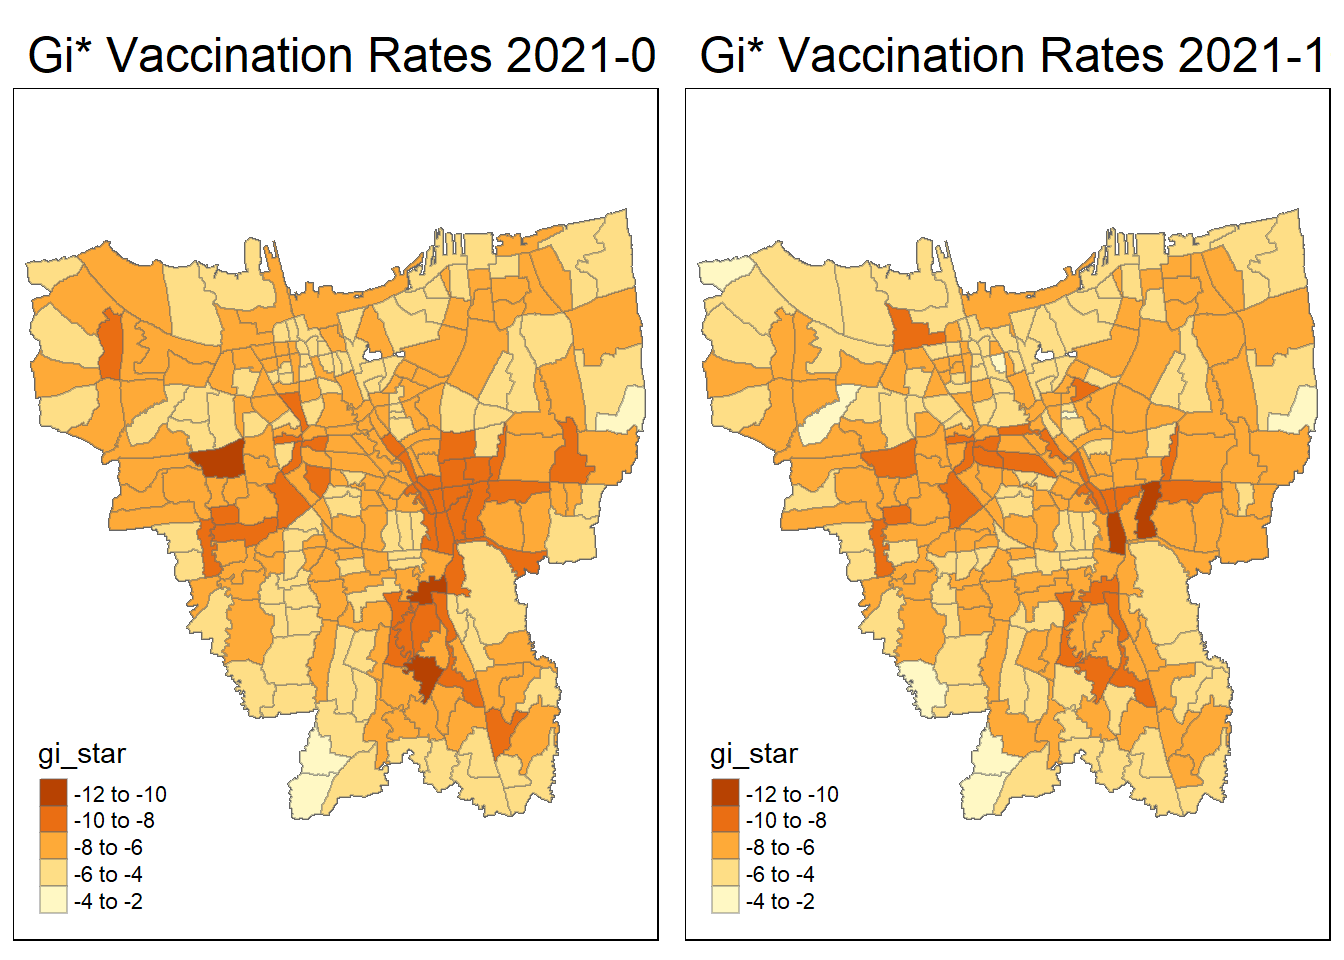 Gi* Vaccination Rates 2021-0
gi_star
-12 to -10
-10 to -8
-8 to -6
-6 to -4
-4 to -2
Gi* Vaccination Rates 2021-1
gi_star
-12 to -10
-10 to -8
-8 to -6
-6 to -4
-4 to -2